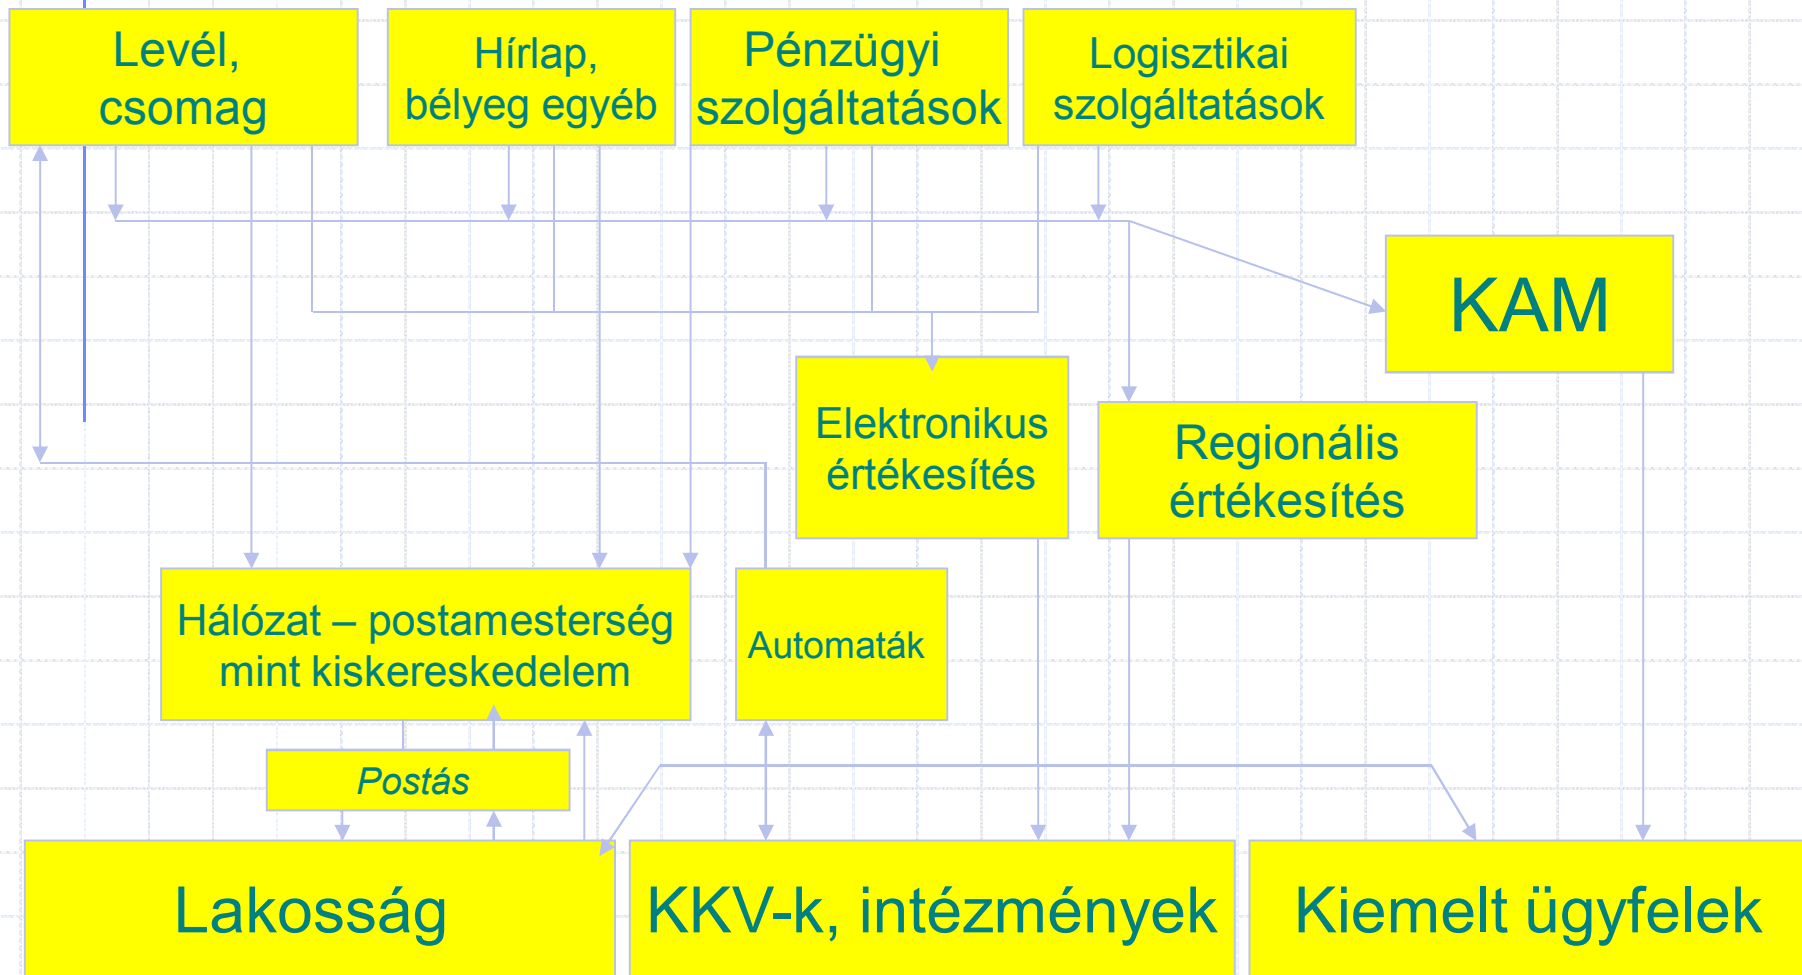 Levél,
csomag
Hírlap,
bélyeg egyéb
Pénzügyi
szolgáltatások
Logisztikai
szolgáltatások
KAM
Elektronikus
értékesítés
Regionális
értékesítés
Hálózat – postamesterség
mint kiskereskedelem
Automaták
Postás
Lakosság
KKV-k, intézmények
Kiemelt ügyfelek